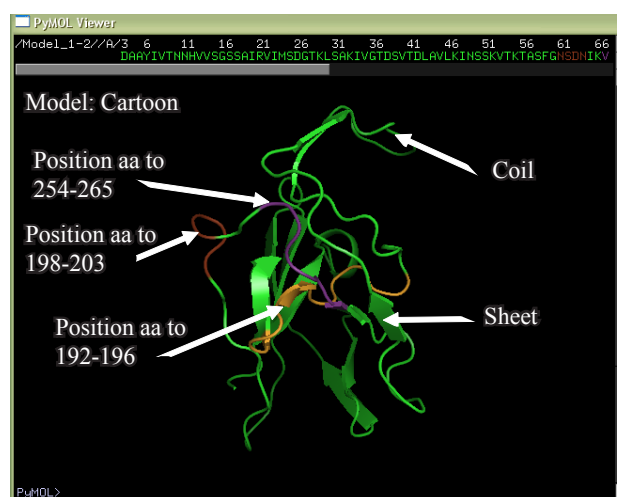 PyMOL Viewer
/Model_1-2//A/3 6 11 16 21 26 31 36 41 46 51 56 61 66
DAAYIVTNNHVVSGSSAIRVIMSDGTKLSAKIVGTDSVTDLAVLKINSSKVTKTASFGNSDNIKV
Model: Cartoon
Position aa to
254-265
Coil
Position aa to
198-203
Sheet
Position aa to
192-196
PyMOL>